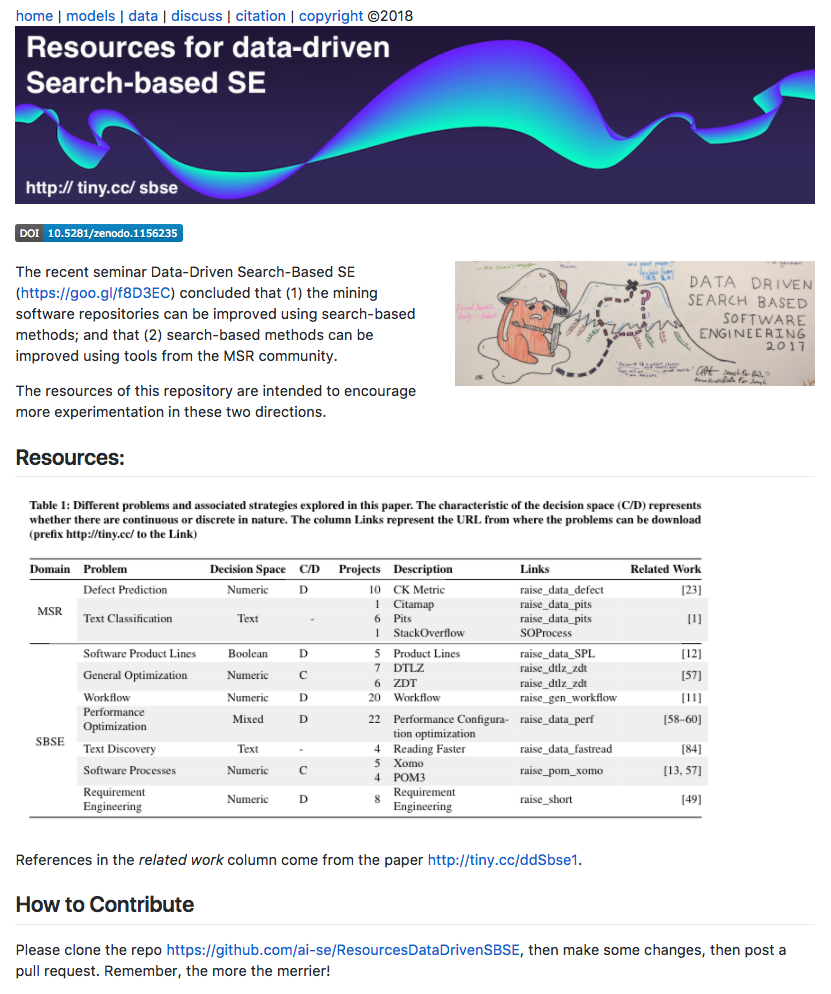 home | models | data | discuss | citation | copyright ©2018
Resources for data-driven
Search-based SE
http:// tiny.cc/ sbse
DOI 10.5281/zenodo.1156235
The recent seminar Data-Driven Search-Based SE
(https://goo.gl/f8D3EC) concluded that (1) the mining
software repositories can be improved using search-based
methods; and that (2) search-based methods can be
improved using tools from the MSR community.
The resources of this repository are intended to encourage
more experimentation in these two directions.
DATA DRIVEN
SEARCH BASED
SOFTWARE
ENGINEERING
2017
Resources:
Table 1: Different problems and associated strategies explored in this paper. The characteristic of the decision space (C/D) represents
whether there are continuous or discrete in nature. The column Links represent the URL from where the problems can be download
(prefix http://tiny.cc/ to the Link)
Domain Problem Decision Space C/D Projects Description Links Related Work
MSR
Defect Prediction Numeric D 10 CK Metric raise_data_defect [23]
Text Classification Text -
1 Citamap raise_data_pits
6 Pits raise_data_pits [1]
1 StackOverflow SOProcess
SBSE
Software Product Lines Boolean D 5 Product Lines raise_data_SPL [12]
General Optimization Numeric C
7 DTLZ raise_dtlz_zdt
6 ZDT raise_dtlz_zdt
[57]
Workflow Numeric D 20 Workflow raise_gen_workflow [11]
Performance
Optimization
Mixed D 22 Performance Configura-
tion optimization
raise_data_perf [58–60]
Text Discovery Text - 4 Reading Faster raise_data_fastread [84]
Software Processes Numeric C
5 Xomo
4 POM3
raise_pom_xomo [13, 57]
Requirement
Engineering
Numeric D 8 Requirement
Engineering
raise_short [49]
References in the related work column come from the paper http://tiny.cc/ddSbse1.
How to Contribute
Please clone the repo https://github.com/ai-se/ResourcesDataDrivenSBSE, then make some changes, then post a
pull request. Remember, the more the merrier!